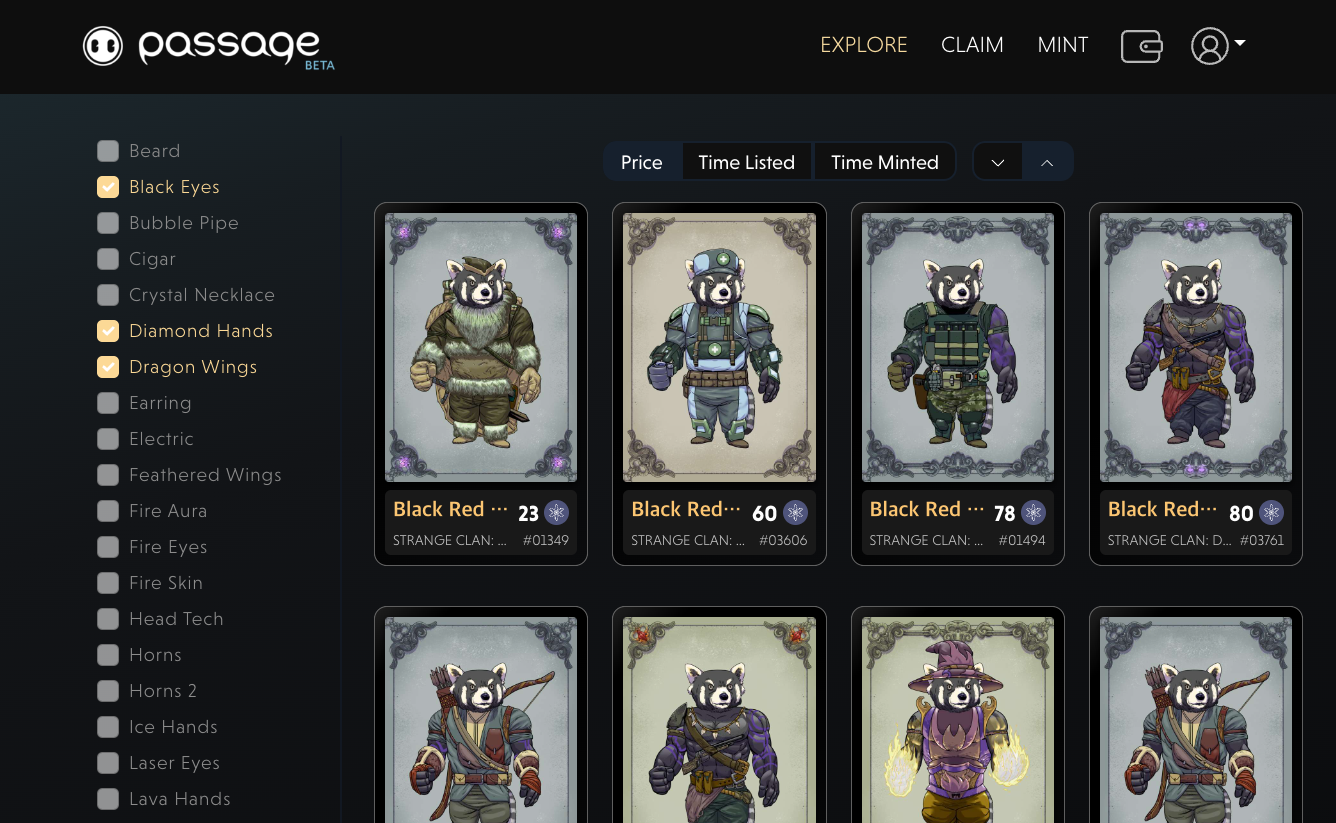 passage
BETA
EXPLORE
CLAIM
MINT
Beard
Black Eyes
Bubble Pipe
Cigar
Crystal Necklace
Diamond Hands
Dragon Wings
Earring
Electric
Feathered Wings
Fire Aura
Fire Eyes
Fire Skin
Head Tech
Horns
Horns 2
Ice Hands
Laser Eyes
Lava Hands
Price
Time Listed
Time Minted
Black Red ··· 23
STRANGE CLAN: ... #01349
Black Red··· 60
STRANGE CLAN: ... #03606
Black Red ··· 78
STRANGE CLAN: ... #01494
Black Red··· 80
STRANGE CLAN: D... #03761